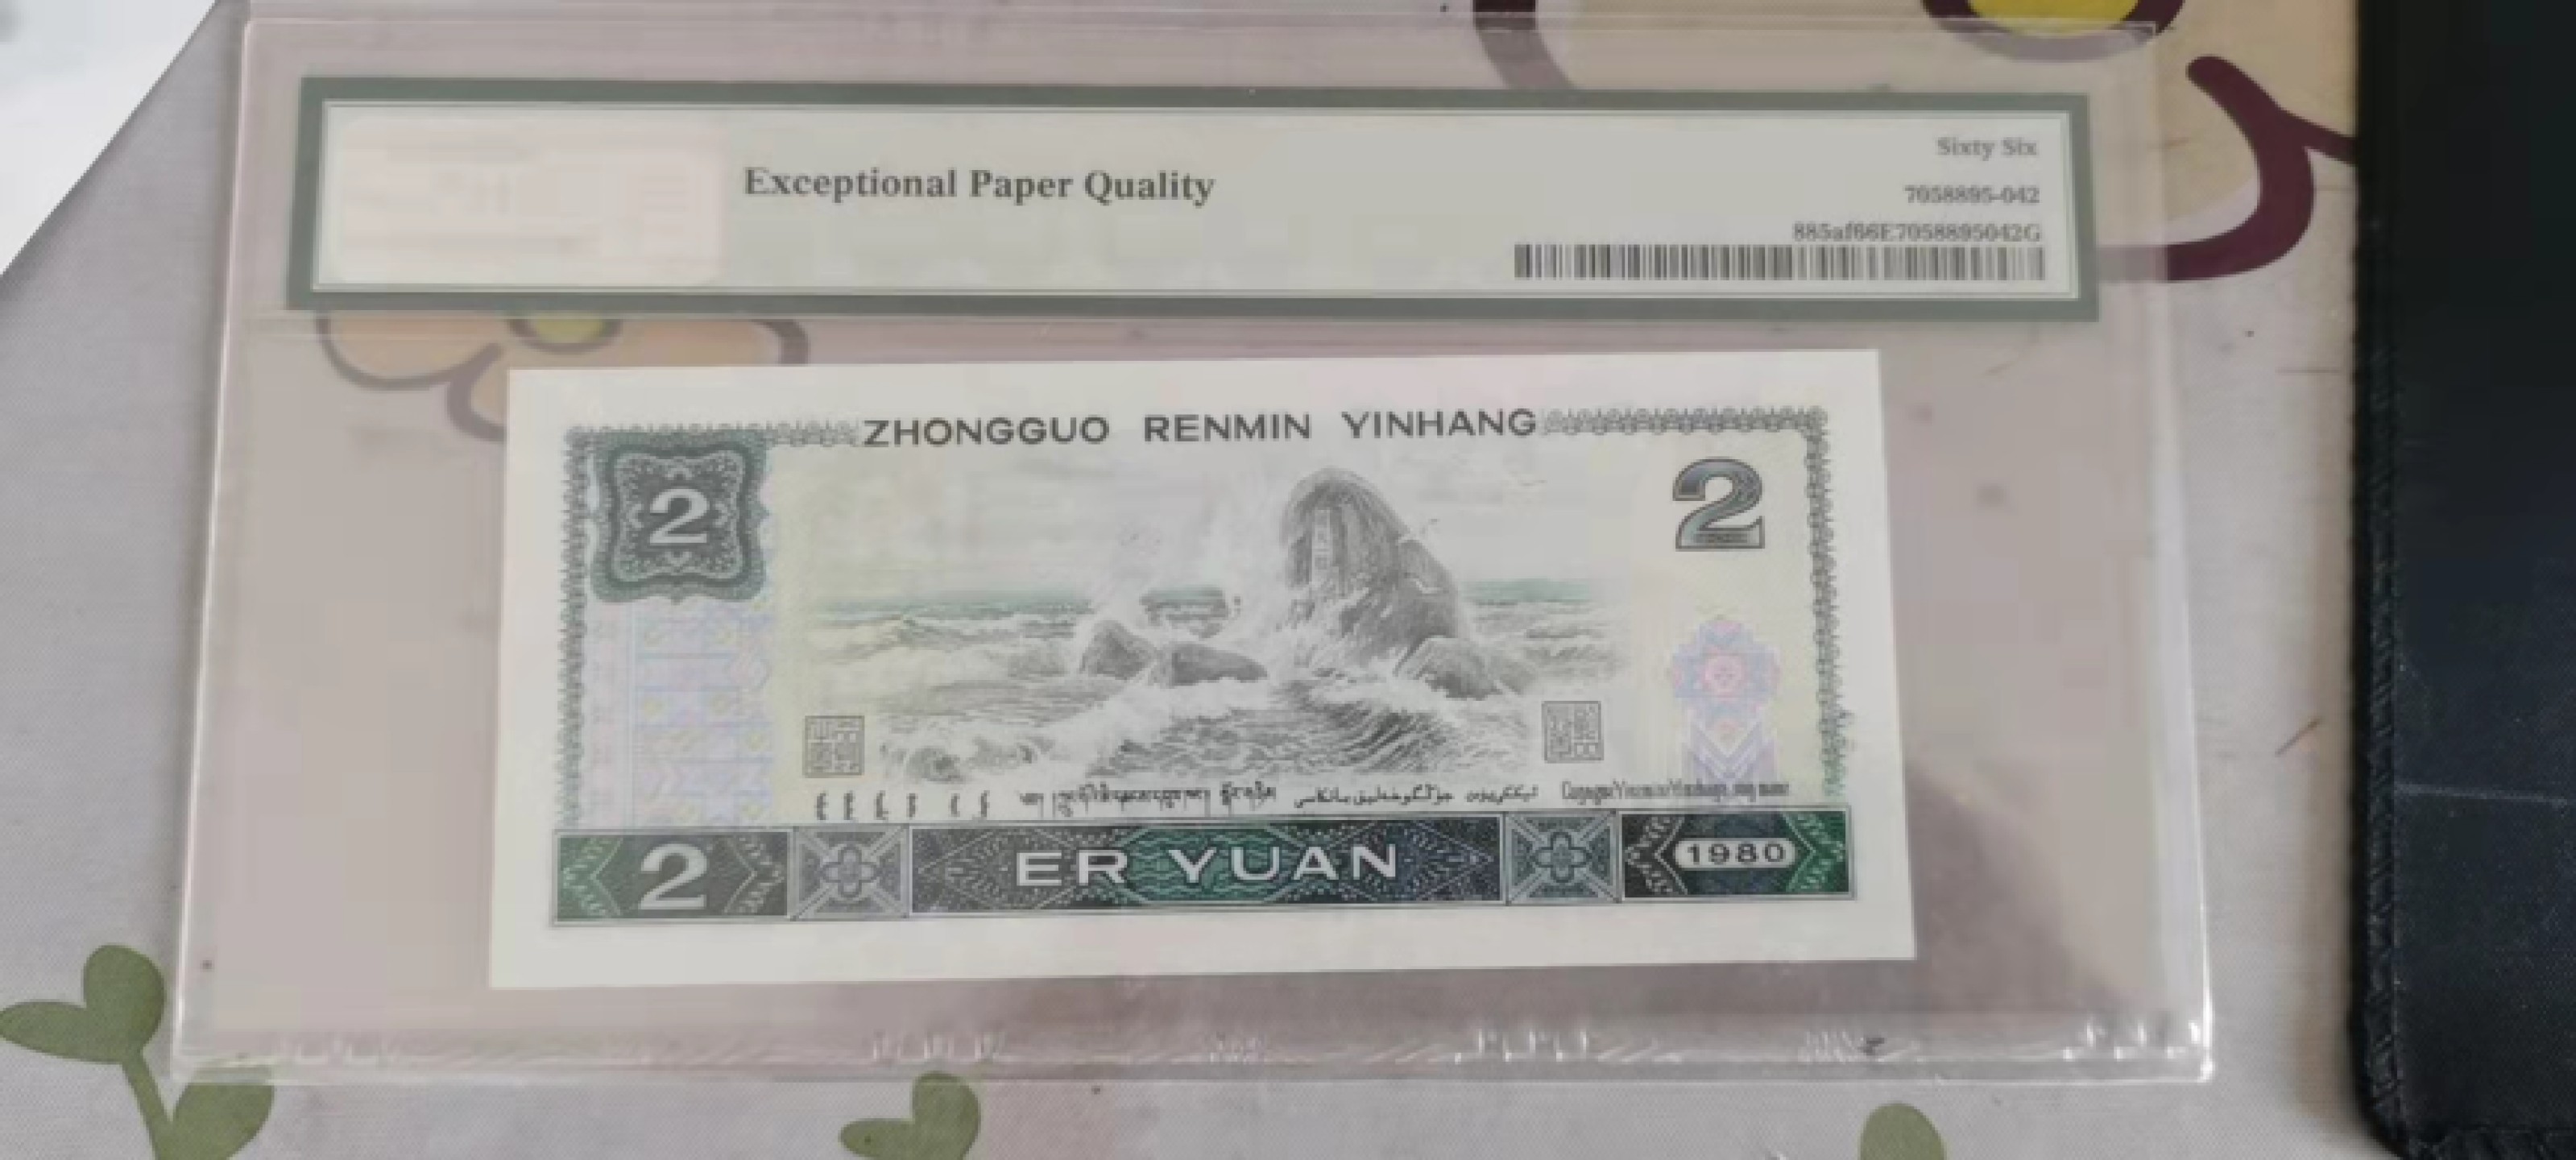 Exceptional Paper Quality
Sixty Six
7058895-042
885af66E7058895042G
ZHONGGUO RENMIN YINHANG
2
2
2
ER YUAN
1980